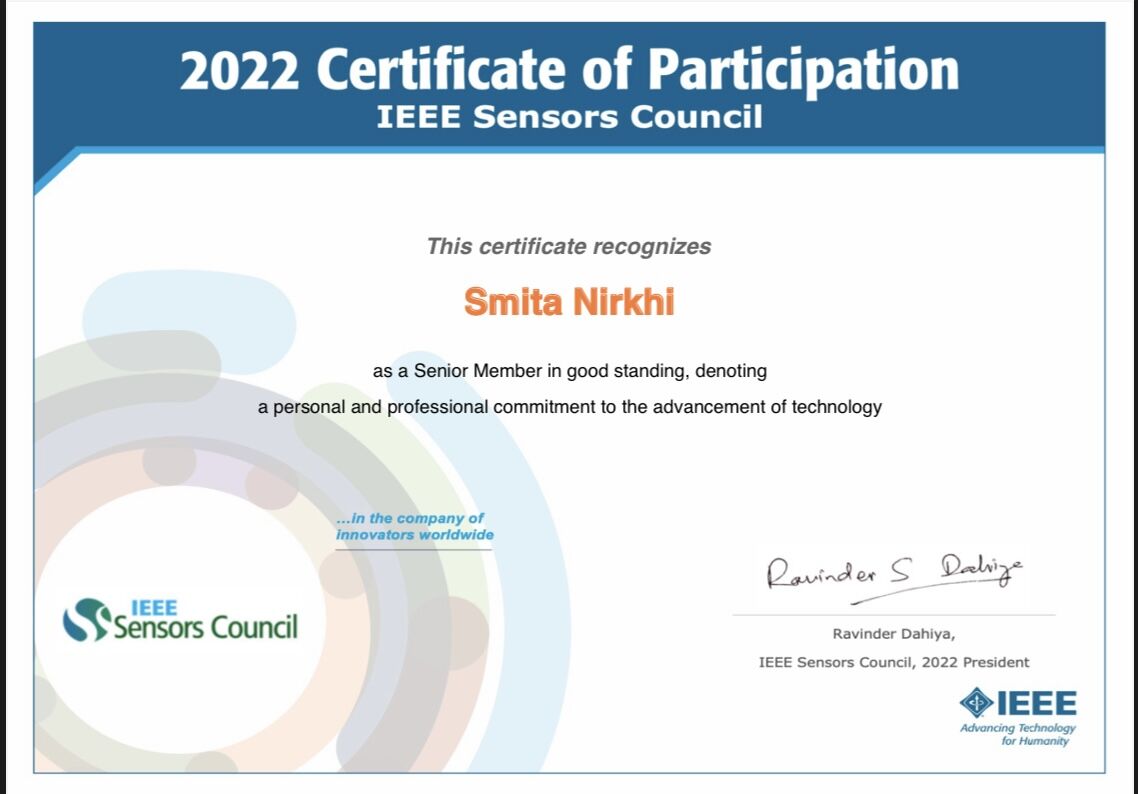 2022 Certificate of Participation
IEEE Sensors Council
This certificate recognizes
Smita Nirkhi
as a Senior Member in good standing, denoting
a personal and professional commitment to the advancement of technology
...in the company of
innovators worldwide
IEEE
Sensors Council
Ravinder S Dahiya
Ravinder Dahiya,
IEEE Sensors Council, 2022 President
IEEE
Advancing Technology
for Humanity